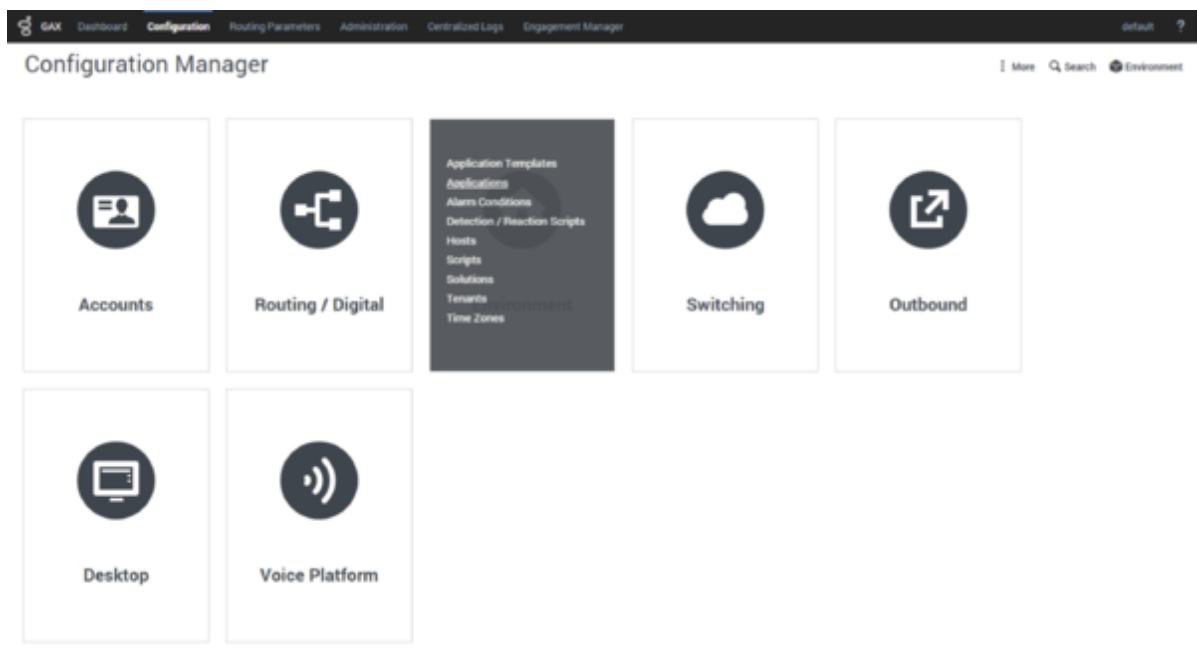 GAX Dashboard Configuration Routing Parameters Administration Centralized Logs Engagement Manager default ?
Configuration Manager
More Search Environment
Application Templates
Applications
Alarm Conditions
Detection / Reaction Scripts
Hosts
Scripts
Solutions
Tenants
Time Zones
Accounts Routing / Digital Environment Switching Outbound
Desktop Voice Platform